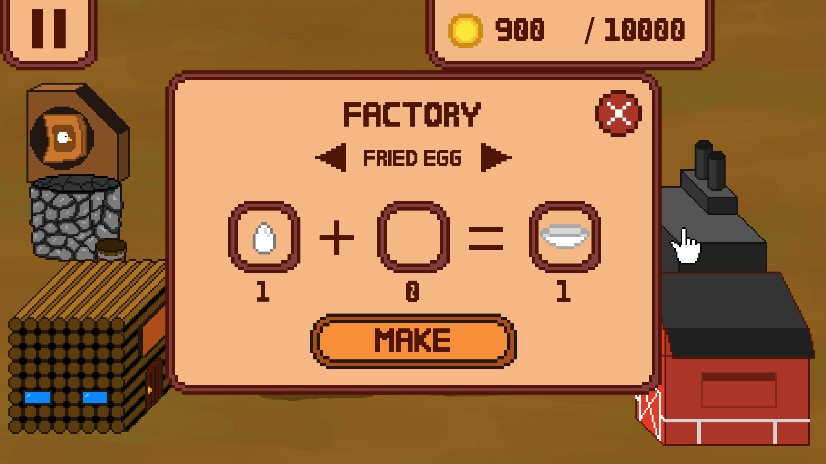 900 / 10000
FACTORY
FRIED EGG
+ =
1 0 1
MAKE